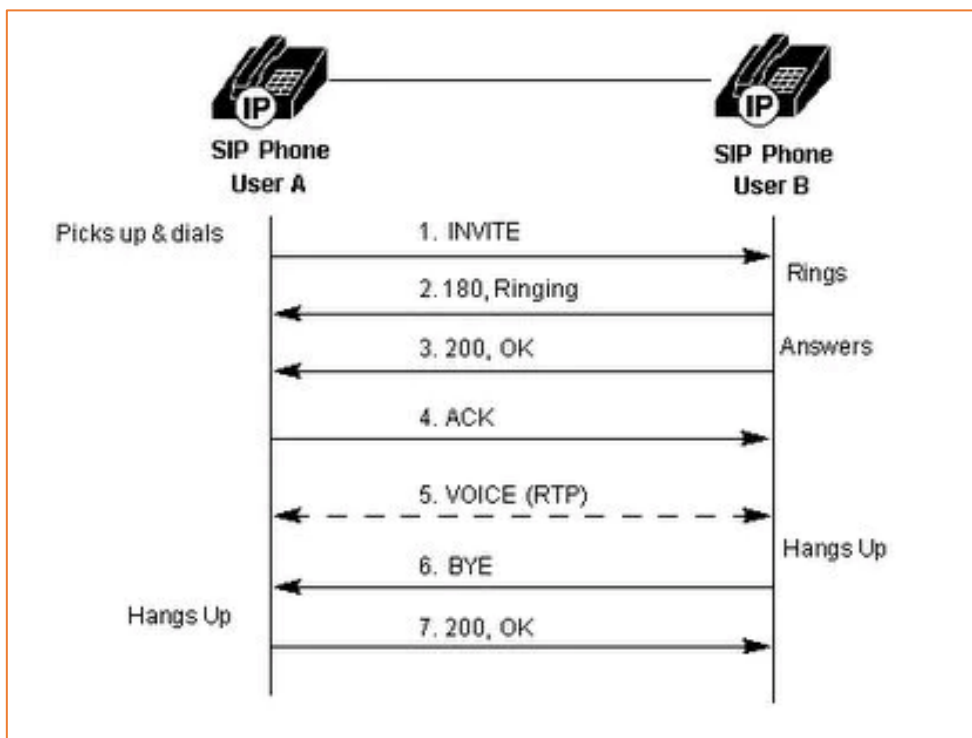 IP
IP
SIP Phone
User A
SIP Phone
User B
Picks up & dials
1. INVITE
Rings
2. 180, Ringing
3. 200, OK
Answers
4. ACK
5. VOICE (RTP)
Hangs Up
6. BYE
Hangs Up
7. 200, OK